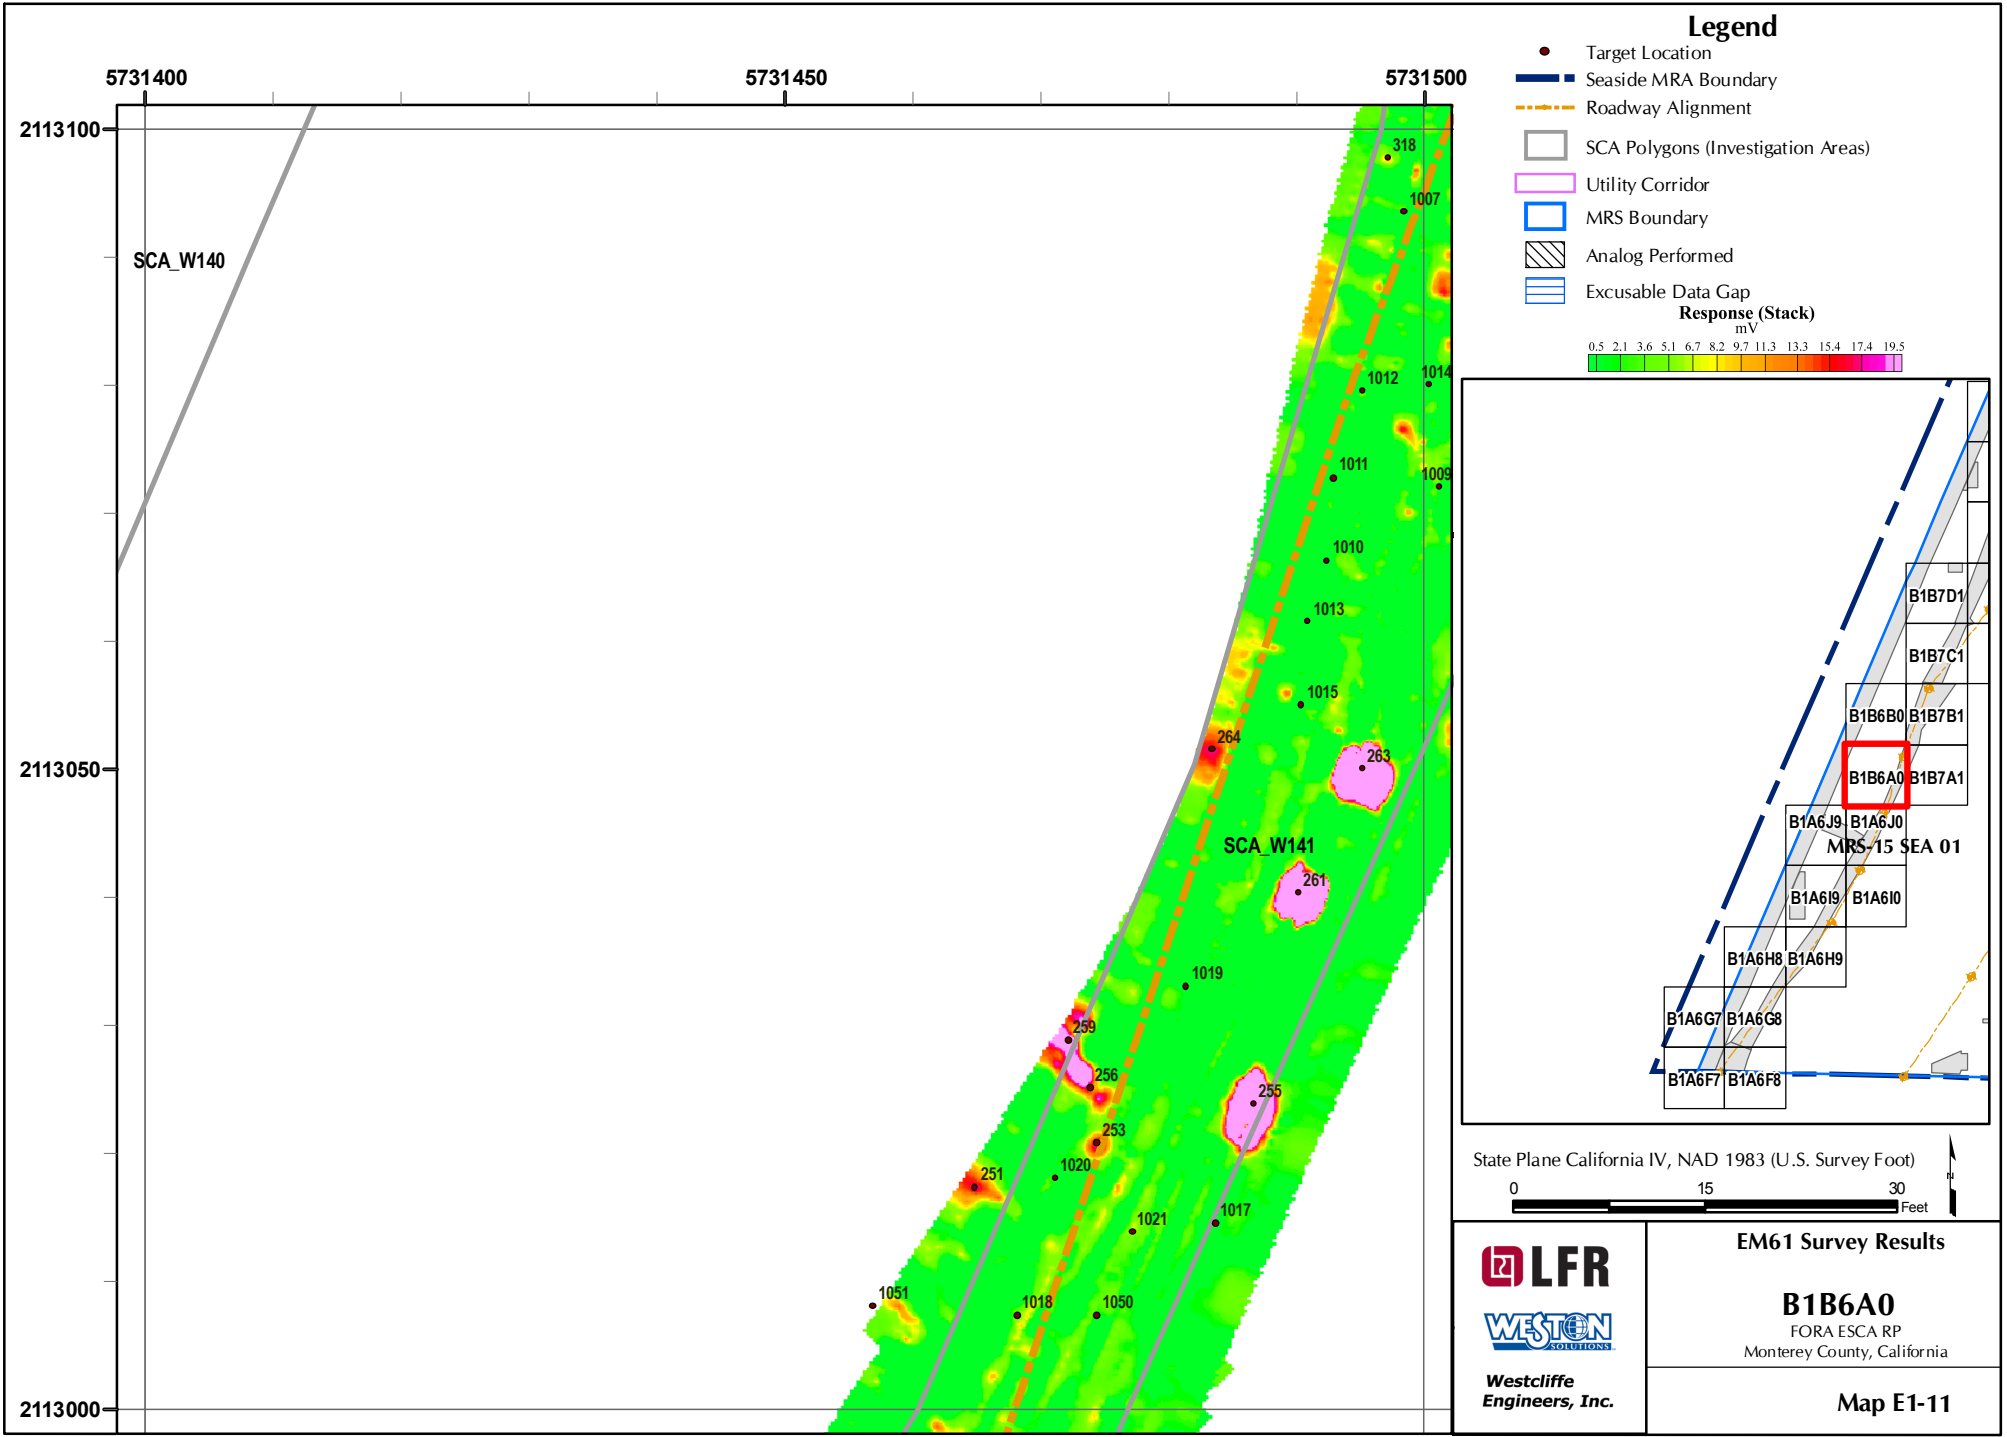 Legend
Target Location
Seaside MRA Boundary
Roadway Alignment
SCA Polygons (Investigation Areas)
Utility Corridor
MRS Boundary
Analog Performed
Excusable Data Gap
Response (Stack)
mV
0.5 2.1 3.6 5.1 6.7 8.2 9.7 11.3 13.3 15.4 17.4 19.5
5731400 5731450 5731500
2113100
2113050
2113000
SCA_W140
SCA_W141
318
1007
1012
1014
1011
1009
1010
1013
1015
264
263
261
1019
259
256
255
253
1020
251
1017
1021
1051
1018
1050
B1B7D1
B1B7C1
B1B6B0 B1B7B1
B1B6A0 B1B7A1
B1A6J9 B1A6J0
MRS-15 SEA 01
B1A6I9 B1A6I0
B1A6H8 B1A6H9
B1A6G7 B1A6G8
B1A6F7 B1A6F8
State Plane California IV, NAD 1983 (U.S. Survey Foot)
0 15 30
Feet
N
LFR
WESTON
SOLUTIONS
Westcliffe
Engineers, Inc.
EM61 Survey Results
B1B6A0
FORA ESCA RP
Monterey County, California
Map E1-11